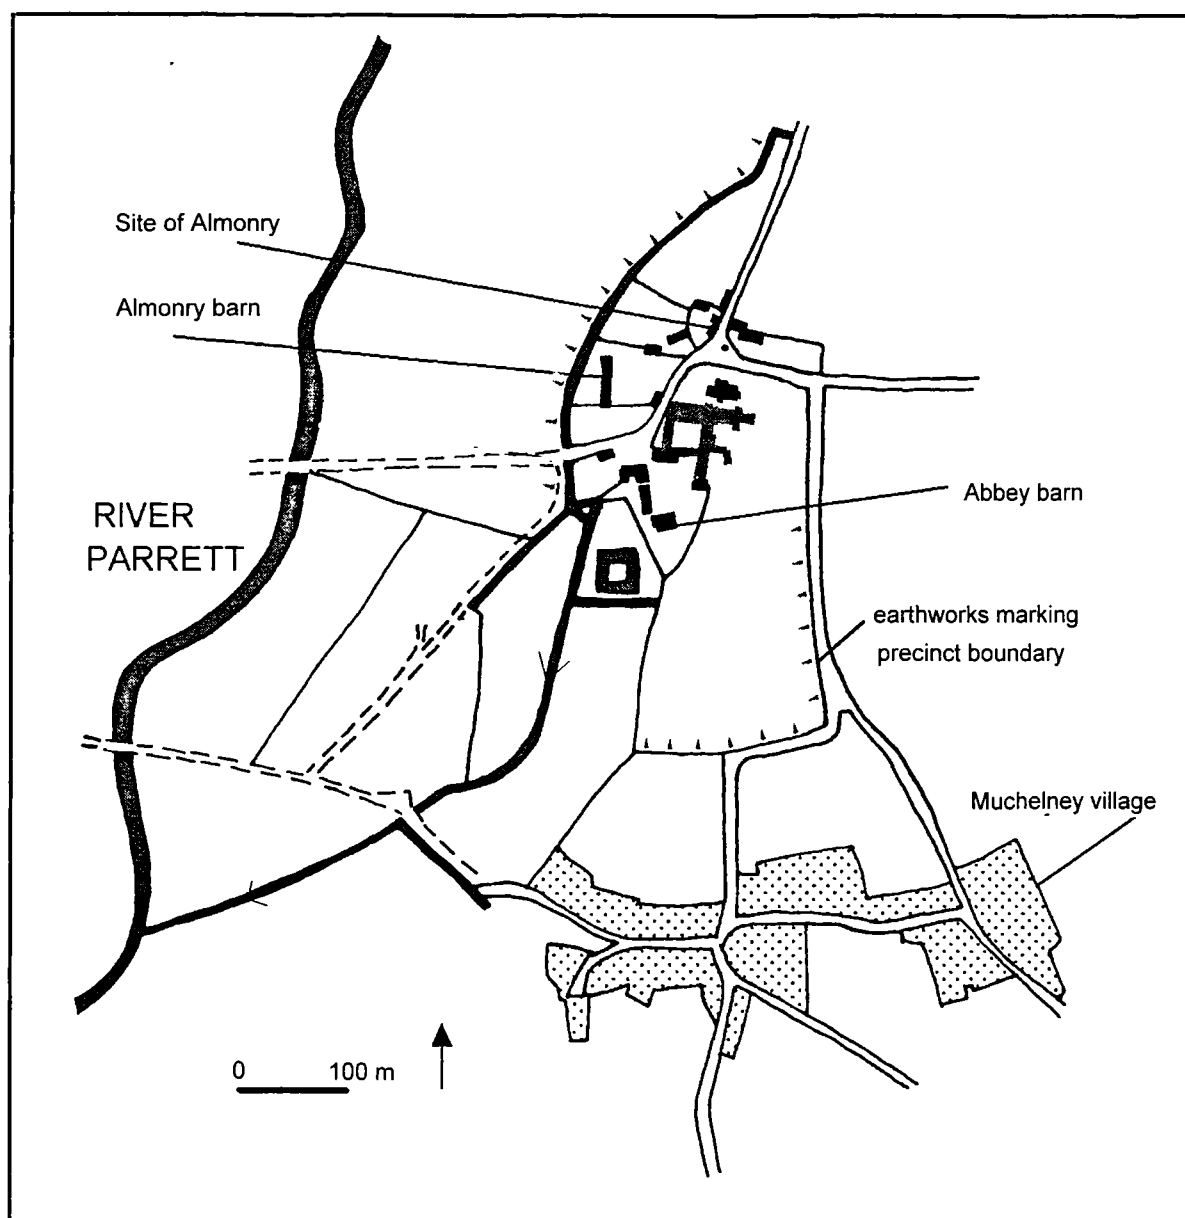 Site of Almonry
Almonry barn
RIVER
PARRETT
Abbey barn
earthworks marking
precinct boundary
Muchelney village
0 100 m